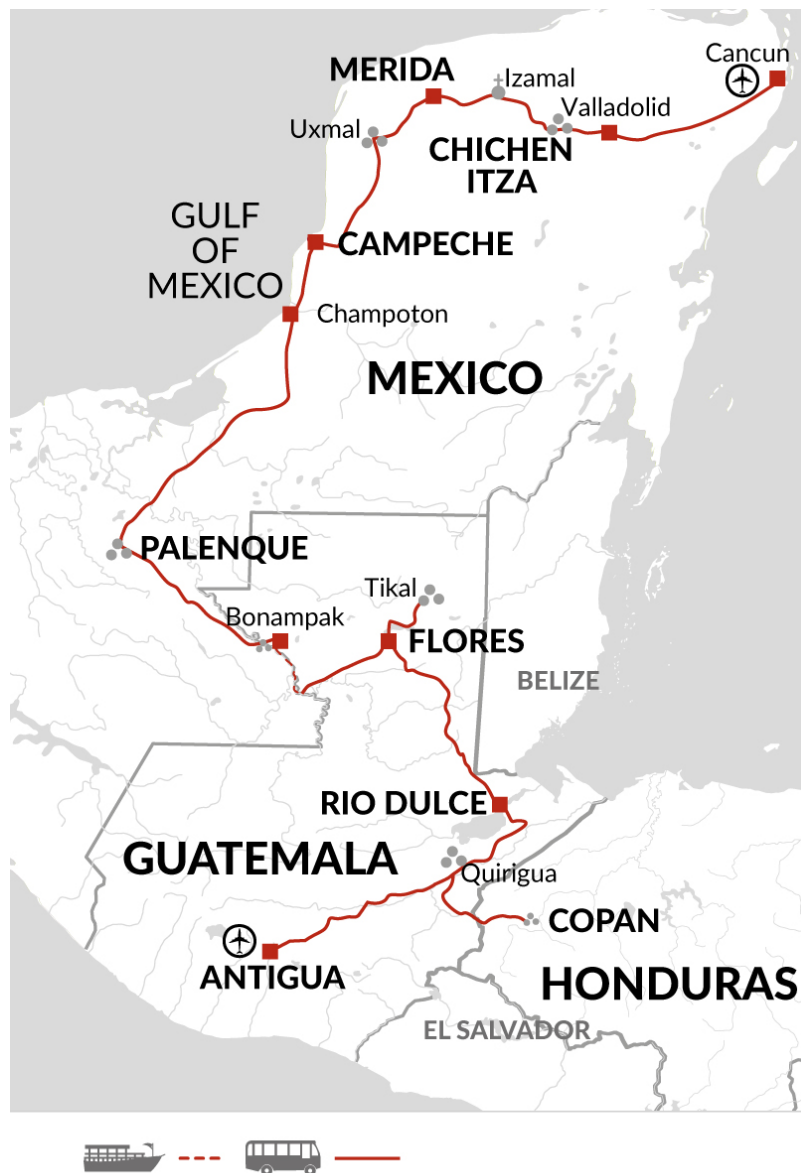 Cancun
MERIDA
Izamal
Valladolid
Uxmal
CHICHEN
ITZA
GULF
OF
MEXICO
CAMPECHE
Champoton
MEXICO
PALENQUE
Tikal
Bonampak
FLORES
BELIZE
RIO DULCE
GUATEMALA
Quirigua
COPAN
ANTIGUA
HONDURAS
EL SALVADOR